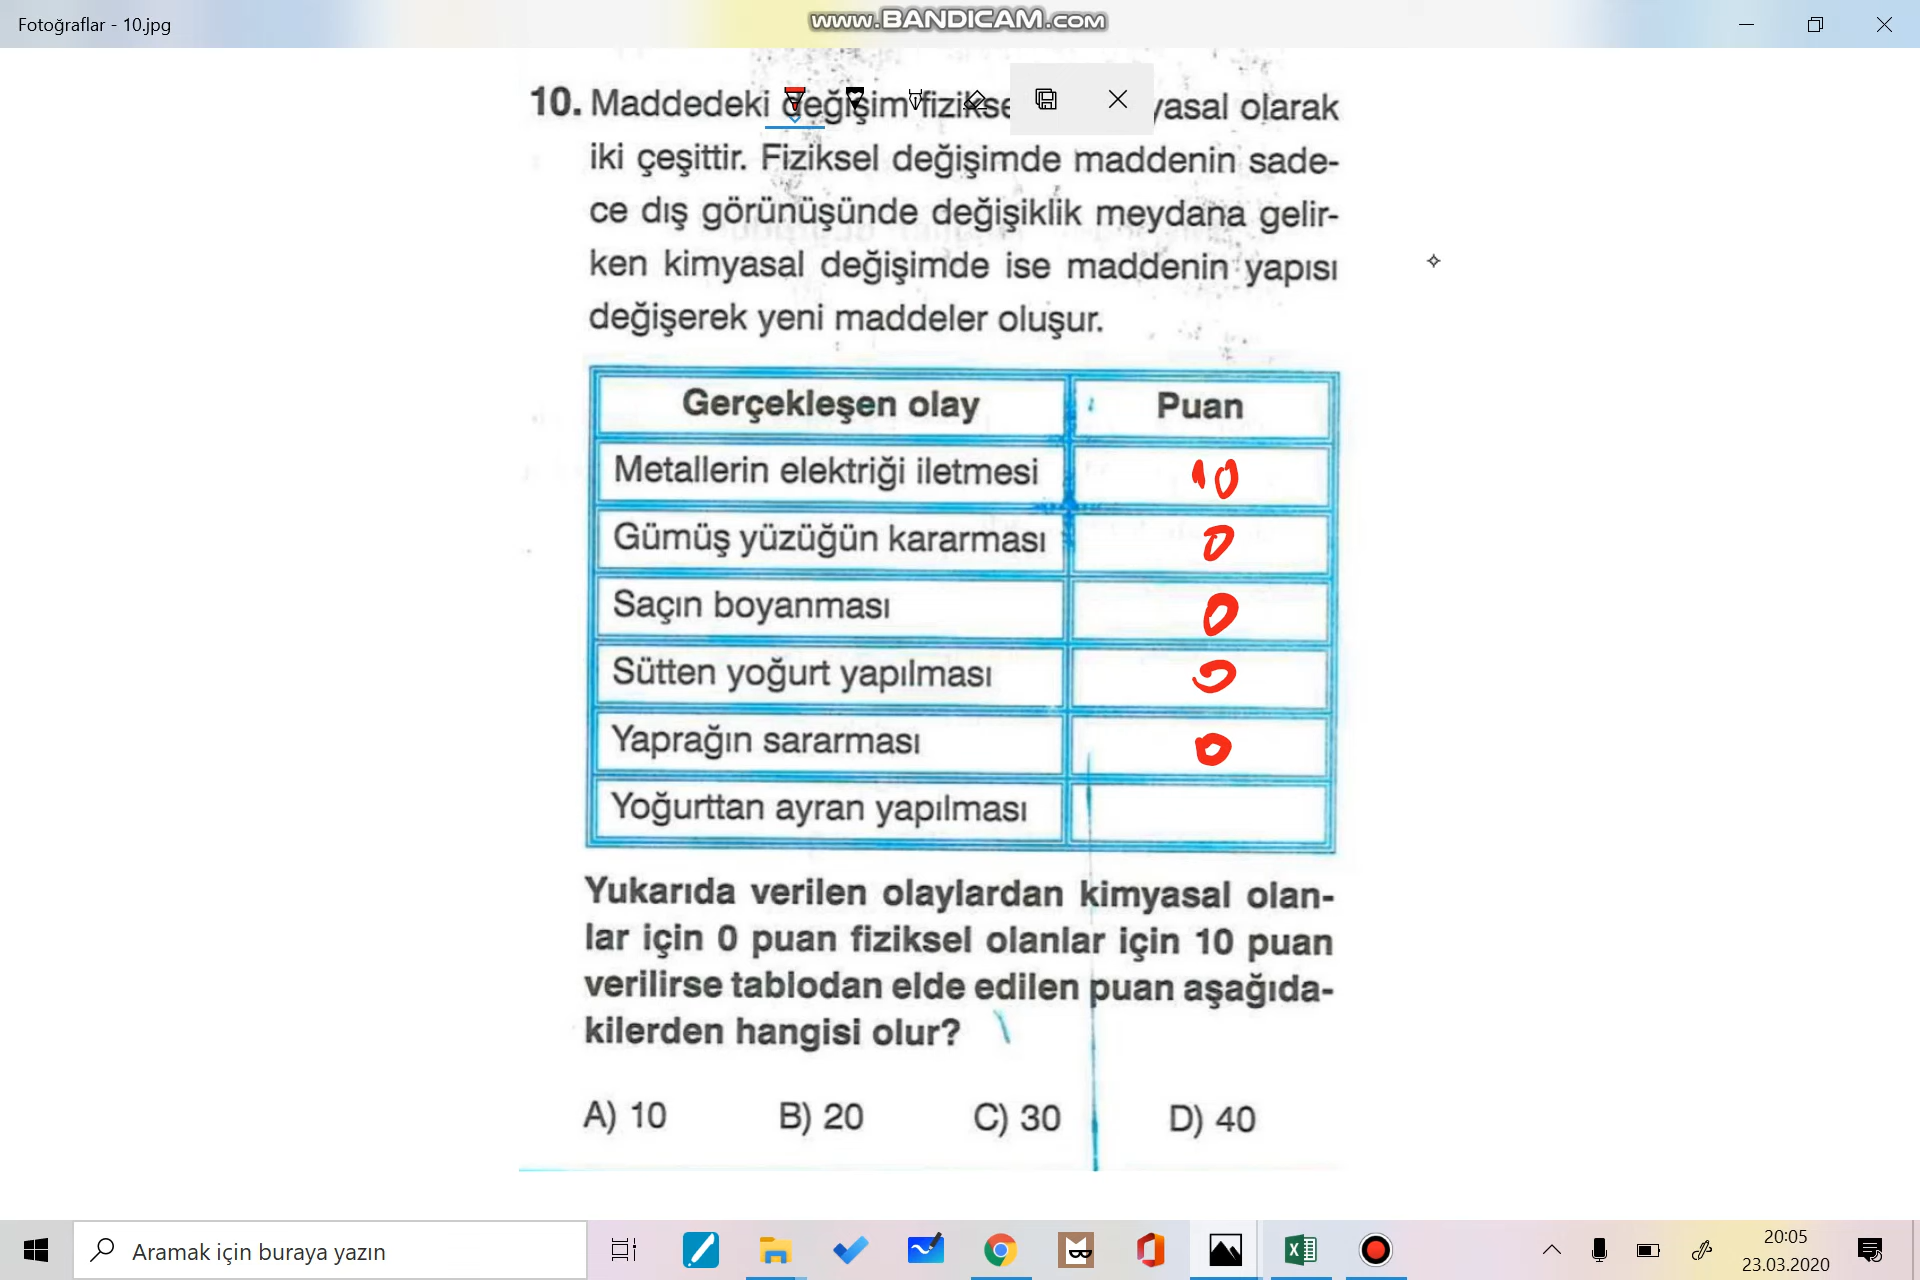 Fotoğraflar - 10.jpg
www.BANDICAM.com
10. Maddedeki değişim fizikse yasal olarak
iki çeşittir. Fiziksel değişimde maddenin sade-
ce dış görünüşünde değişiklik meydana gelir-
ken kimyasal değişimde ise maddenin yapısı
değişerek yeni maddeler oluşur.
Gerçekleşen olay Puan
Metallerin elektriği iletmesi 10
Gümüş yüzüğün kararması 0
Saçın boyanması 0
Sütten yoğurt yapılması 0
Yaprağın sararması 0
Yoğurttan ayran yapılması
Yukarıda verilen olaylardan kimyasal olan-
lar için 0 puan fiziksel olanlar için 10 puan
verilirse tablodan elde edilen puan aşağıda-
kilerden hangisi olur?
A) 10 B) 20 C) 30 D) 40
Aramak için buraya yazın
20:05
23.03.2020